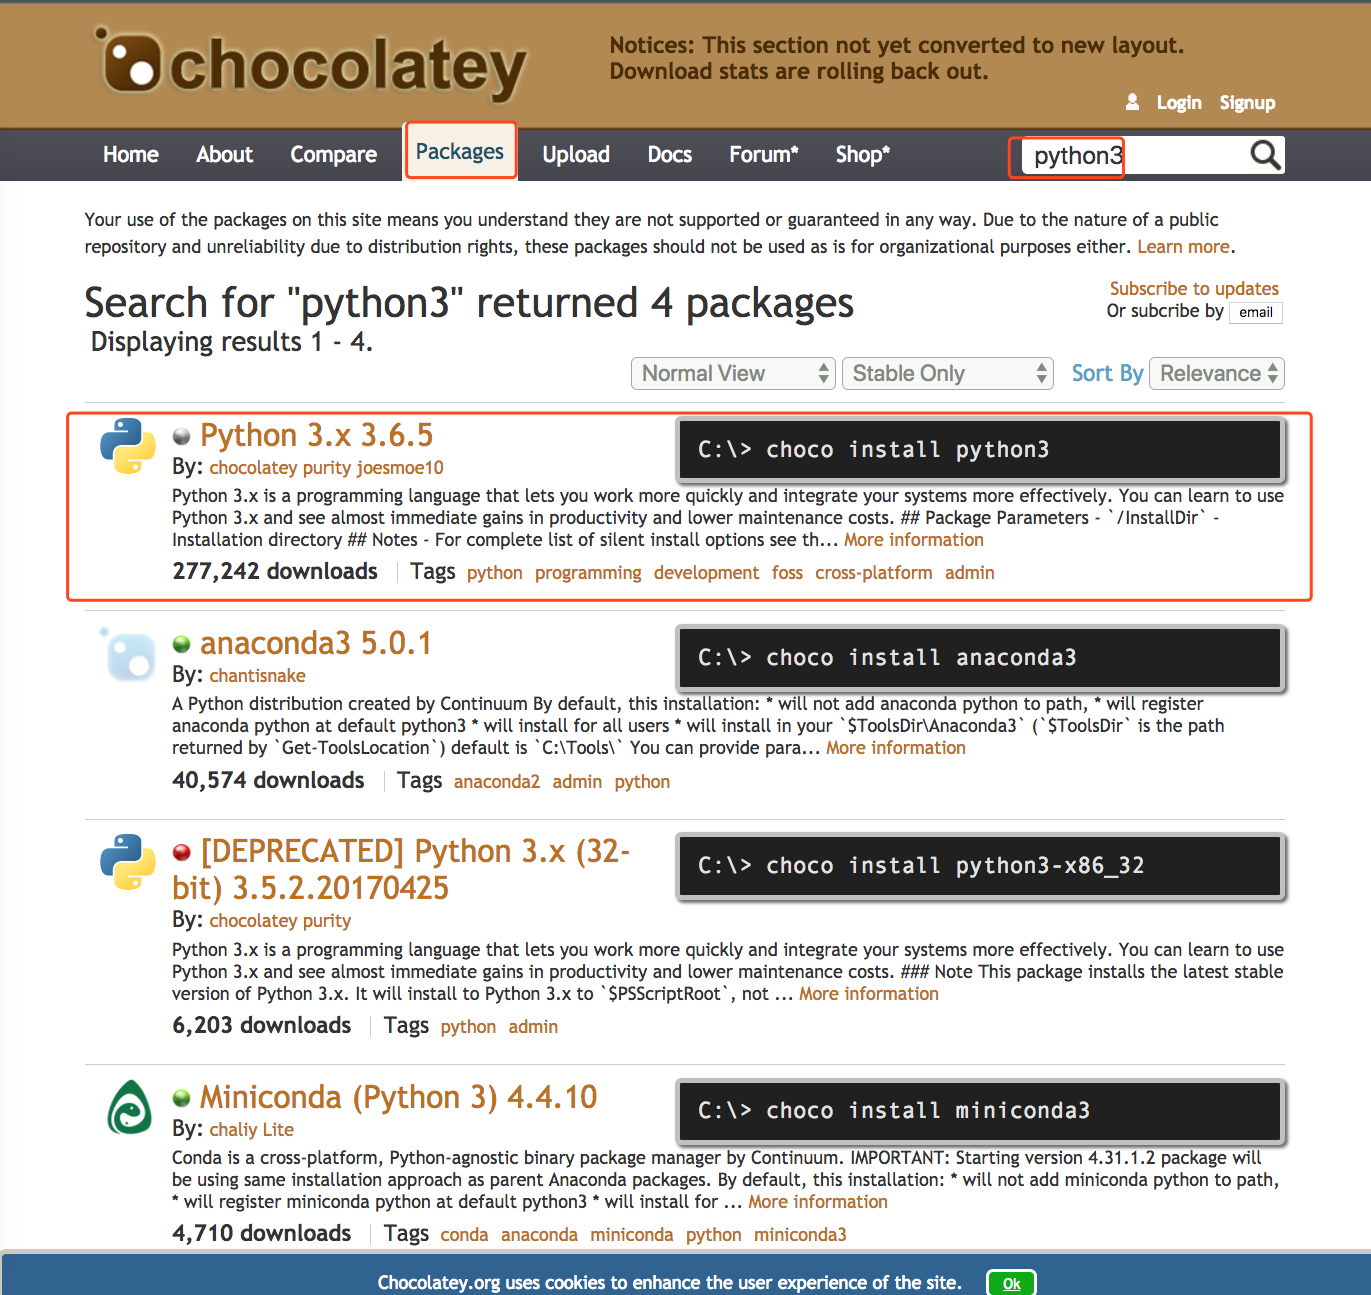 chocolatey
Notices: This section not yet converted to new layout.
Download stats are rolling back out.
Login Signup
Home About Compare Packages Upload Docs Forum* Shop* python3
Your use of the packages on this site means you understand they are not supported or guaranteed in any way. Due to the nature of a public
repository and unreliability due to distribution rights, these packages should not be used as is for organizational purposes either. Learn more.
Search for "python3" returned 4 packages
Displaying results 1 - 4.
Subscribe to updates
Or subcribe by email
Normal View Stable Only Sort By Relevance
Python 3.x 3.6.5
C:\> choco install python3
By: chocolatey purity joesmoe10
Python 3.x is a programming language that lets you work more quickly and integrate your systems more effectively. You can learn to use
Python 3.x and see almost immediate gains in productivity and lower maintenance costs. ## Package Parameters - `/InstallDir` -
Installation directory ## Notes - For complete list of silent install options see th... More information
277,242 downloads Tags python programming development foss cross-platform admin
anaconda3 5.0.1
C:\> choco install anaconda3
By: chantisnake
A Python distribution created by Continuum By default, this installation: * will not add anaconda python to path, * will register
anaconda python at default python3 * will install for all users * will install in your `$ToolsDir\Anaconda3` (`$ToolsDir` is the path
returned by `Get-ToolsLocation`) default is `C:\Tools\` You can provide para... More information
40,574 downloads Tags anaconda2 admin python
[DEPRECATED] Python 3.x (32-
bit) 3.5.2.20170425
C:\> choco install python3-x86_32
By: chocolatey purity
Python 3.x is a programming language that lets you work more quickly and integrate your systems more effectively. You can learn to use
Python 3.x and see almost immediate gains in productivity and lower maintenance costs. ### Note This package installs the latest stable
version of Python 3.x. It will install to Python 3.x to `$PSScriptRoot`, not ... More information
6,203 downloads Tags python admin
Miniconda (Python 3) 4.4.10
C:\> choco install miniconda3
By: chaliy Lite
Conda is a cross-platform, Python-agnostic binary package manager by Continuum. IMPORTANT: Starting version 4.31.1.2 package will
be using same installation approach as parent Anaconda packages. By default, this installation: * will not add miniconda python to path,
* will register miniconda python at default python3 * will install for ... More information
4,710 downloads Tags conda anaconda miniconda python miniconda3
Chocolatey.org uses cookies to enhance the user experience of the site. Ok